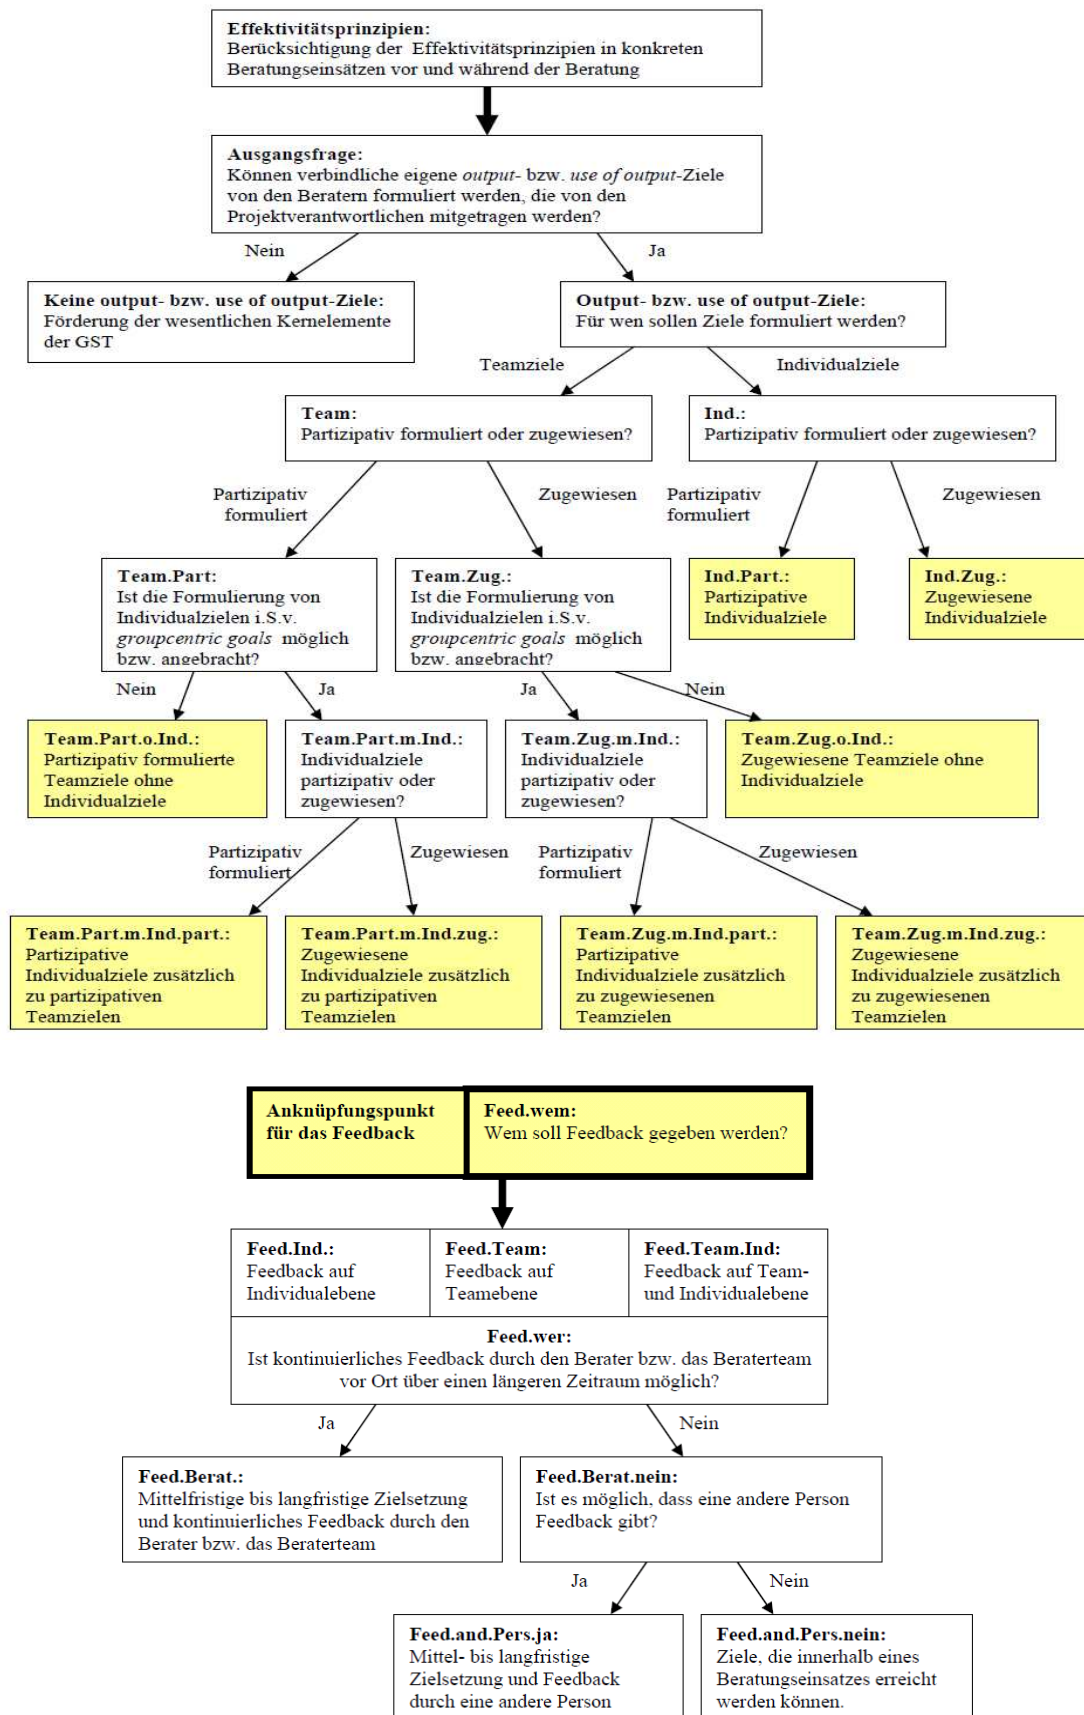 Effektivitätsprinzipien:
Berücksichtigung der Effektivitätsprinzipien in konkreten
Beratungseinsätzen vor und während der Beratung
Ausgangsfrage:
Können verbindliche eigene output- bzw. use of output-Ziele
von den Beratern formuliert werden, die von den
Projektverantwortlichen mitgetragen werden?
Nein
Ja
Keine output- bzw. use of output-Ziele:
Förderung der wesentlichen Kernelemente
der GST
Output- bzw. use of output-Ziele:
Für wen sollen Ziele formuliert werden?
Teamziele
Individualziele
Team:
Partizipativ formuliert oder zugewiesen?
Ind.:
Partizipativ formuliert oder zugewiesen?
Partizipativ
formuliert
Zugewiesen
Partizipativ
formuliert
Zugewiesen
Team.Part:
Ist die Formulierung von
Individualzielen i.S.v.
groupcentric goals möglich
bzw. angebracht?
Team.Zug.:
Ist die Formulierung von
Individualzielen i.S.v.
groupcentric goals möglich
bzw. angebracht?
Ind.Part.:
Partizipative
Individualziele
Ind.Zug.:
Zugewiesene
Individualziele
Nein
Ja
Ja
Nein
Team.Part.o.Ind.:
Partizipativ formulierte
Teamziele ohne
Individualziele
Team.Part.m.Ind.:
Individualziele
partizipativ oder
zugewiesen?
Team.Zug.m.Ind.:
Individualziele
partizipativ oder
zugewiesen?
Team.Zug.o.Ind.:
Zugewiesene Teamziele ohne
Individualziele
Partizipativ
formuliert
Zugewiesen
Partizipativ
formuliert
Zugewiesen
Team.Part.m.Ind.part.:
Partizipative
Individualziele zusätzlich
zu partizipativen
Teamzielen
Team.Part.m.Ind.zug.:
Zugewiesene
Individualziele zusätzlich
zu partizipativen
Teamzielen
Team.Zug.m.Ind.part.:
Partizipative
Individualziele zusätzlich
zu zugewiesenen
Teamzielen
Team.Zug.m.Ind.zug.:
Zugewiesene
Individualziele zusätzlich
zu zugewiesenen
Teamzielen
Anknüpfungspunkt
für das Feedback
Feed.wem:
Wem soll Feedback gegeben werden?
Feed.Ind.:
Feedback auf
Individualebene
Feed.Team:
Feedback auf
Teamebene
Feed.Team.Ind:
Feedback auf Team-
und Individualebene
Feed.wer:
Ist kontinuierliches Feedback durch den Berater bzw. das Beraterteam
vor Ort über einen längeren Zeitraum möglich?
Ja
Nein
Feed.Berat.:
Mittelfristige bis langfristige Zielsetzung
und kontinuierliches Feedback durch den
Berater bzw. das Beraterteam
Feed.Berat.nein:
Ist es möglich, dass eine andere Person
Feedback gibt?
Ja
Nein
Feed.and.Pers.ja:
Mittel- bis langfristige
Zielsetzung und Feedback
durch eine andere Person
Feed.and.Pers.nein:
Ziele, die innerhalb eines
Beratungseinsatzes erreicht
werden können.